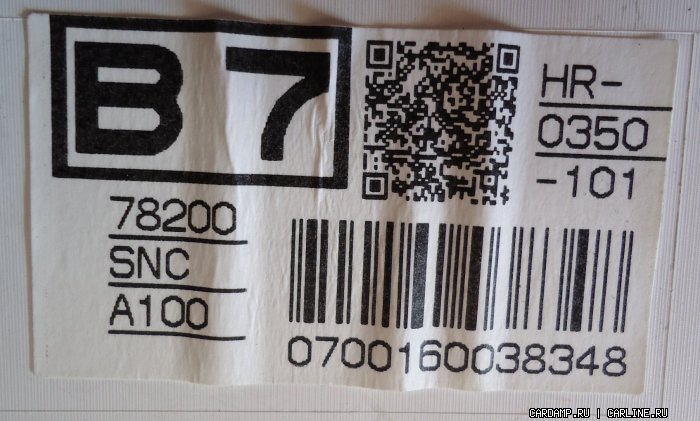 B7
HR-
0350
-101
78200
SNC
A100
0700160038348
CARDAMP.RU | CARLINE.RU